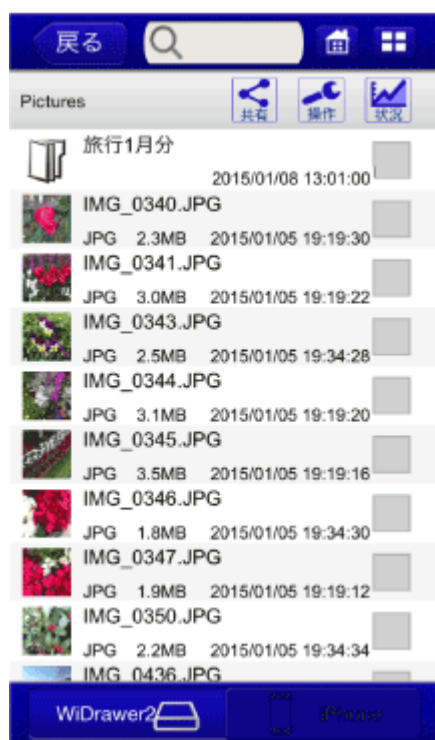 戻る
Pictures
共有 操作 状況
旅行1月分
2015/01/08 13:01:00
IMG_0340.JPG
JPG 2.3MB 2015/01/05 19:19:30
IMG_0341.JPG
JPG 3.0MB 2015/01/05 19:19:22
IMG_0343.JPG
JPG 2.5MB 2015/01/05 19:34:28
IMG_0344.JPG
JPG 3.1MB 2015/01/05 19:19:20
IMG_0345.JPG
JPG 3.5MB 2015/01/05 19:19:16
IMG_0346.JPG
JPG 1.8MB 2015/01/05 19:34:30
IMG_0347.JPG
JPG 1.9MB 2015/01/05 19:19:12
IMG_0350.JPG
JPG 2.2MB 2015/01/05 19:34:34
IMG_0436.JPG
WiDrawer2